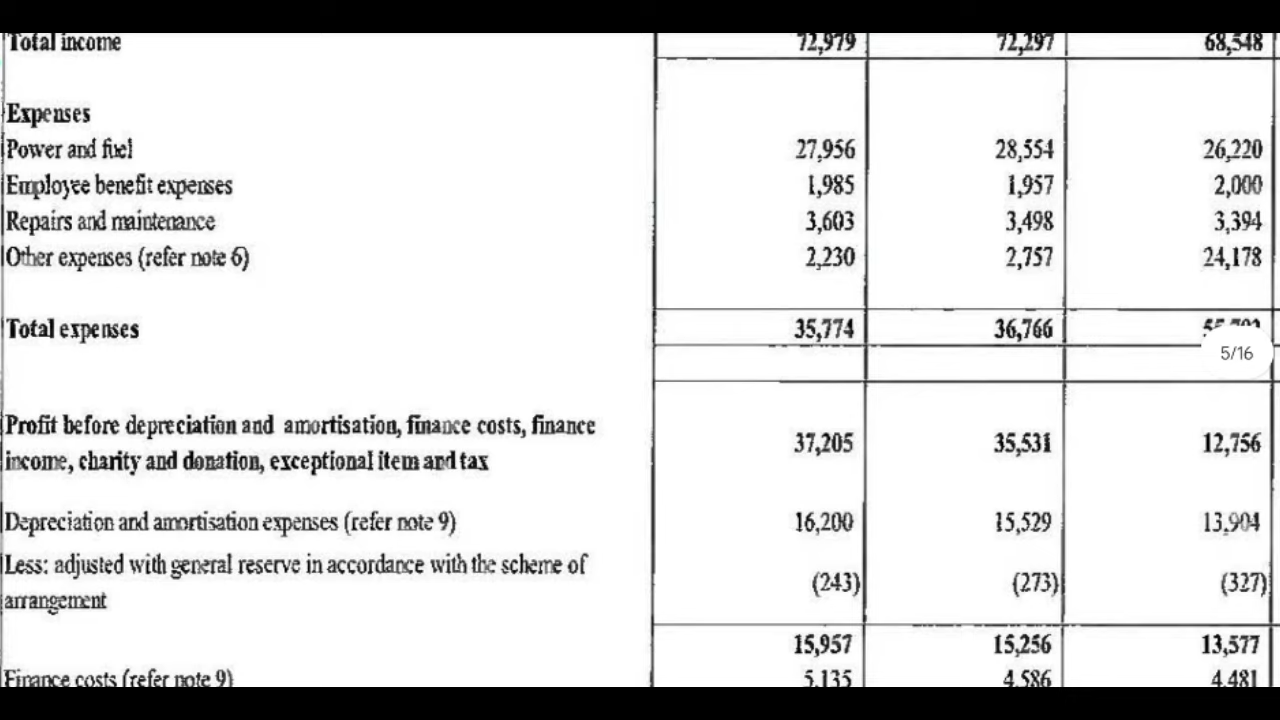 Total income 72,979 72,297 68,548
Expenses
Power and fuel 27,956 28,554 26,220
Employee benefit expenses 1,985 1,957 2,000
Repairs and maintenance 3,603 3,498 3,394
Other expenses (refer note 6) 2,230 2,757 24,178
Total expenses 35,774 36,766
5/16
Profit before depreciation and amortisation, finance costs, finance
income, charity and donation, exceptional item and tax 37,205 35,531 12,756
Depreciation and amortisation expenses (refer note 9) 16,200 15,529 13,904
Less: adjusted with general reserve in accordance with the scheme of
arrangement (243) (273) (327)
15,957 15,256 13,577
Finance costs (refer note 9) 5,135 4,586 4,481